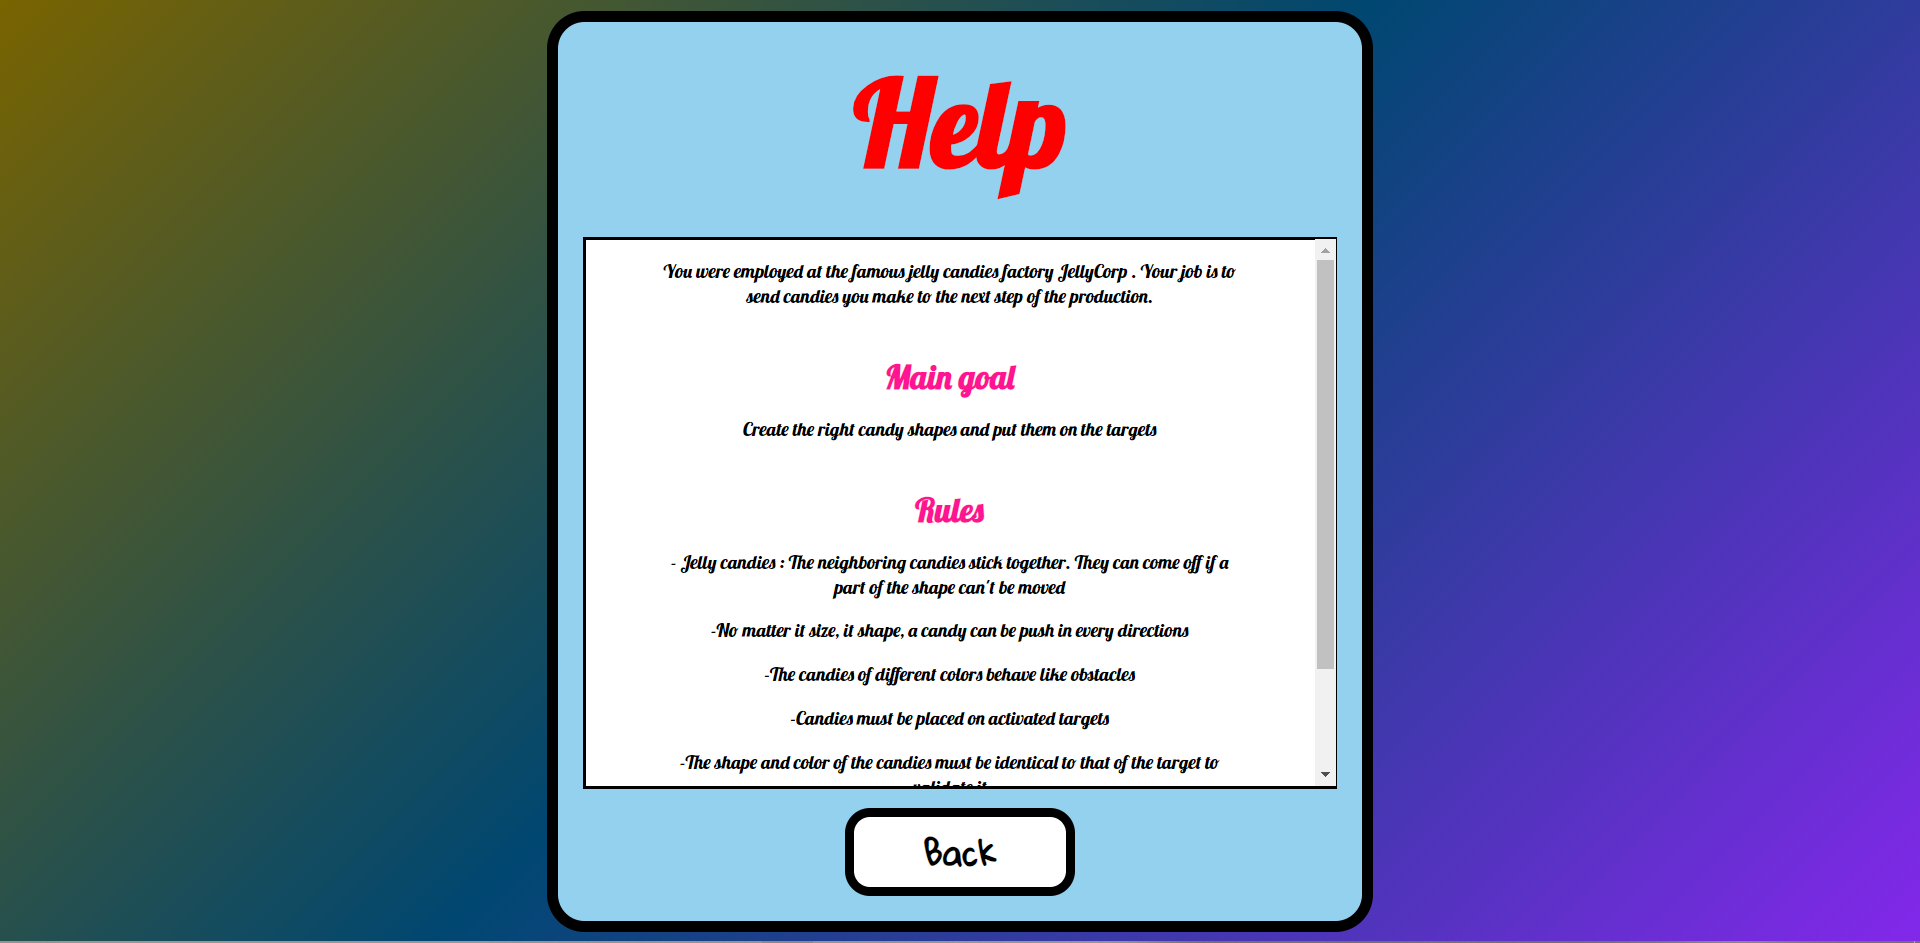 Help
You were employed at the famous jelly candies factory JellyCorp . Your job is to
send candies you make to the next step of the production.
Main goal
Create the right candy shapes and put them on the targets
Rules
- Jelly candies : The neighboring candies stick together. They can come off if a
part of the shape can't be moved
-No matter it size, it shape, a candy can be push in every directions
-The candies of different colors behave like obstacles
-Candies must be placed on activated targets
-The shape and color of the candies must be identical to that of the target to
validate it
Back